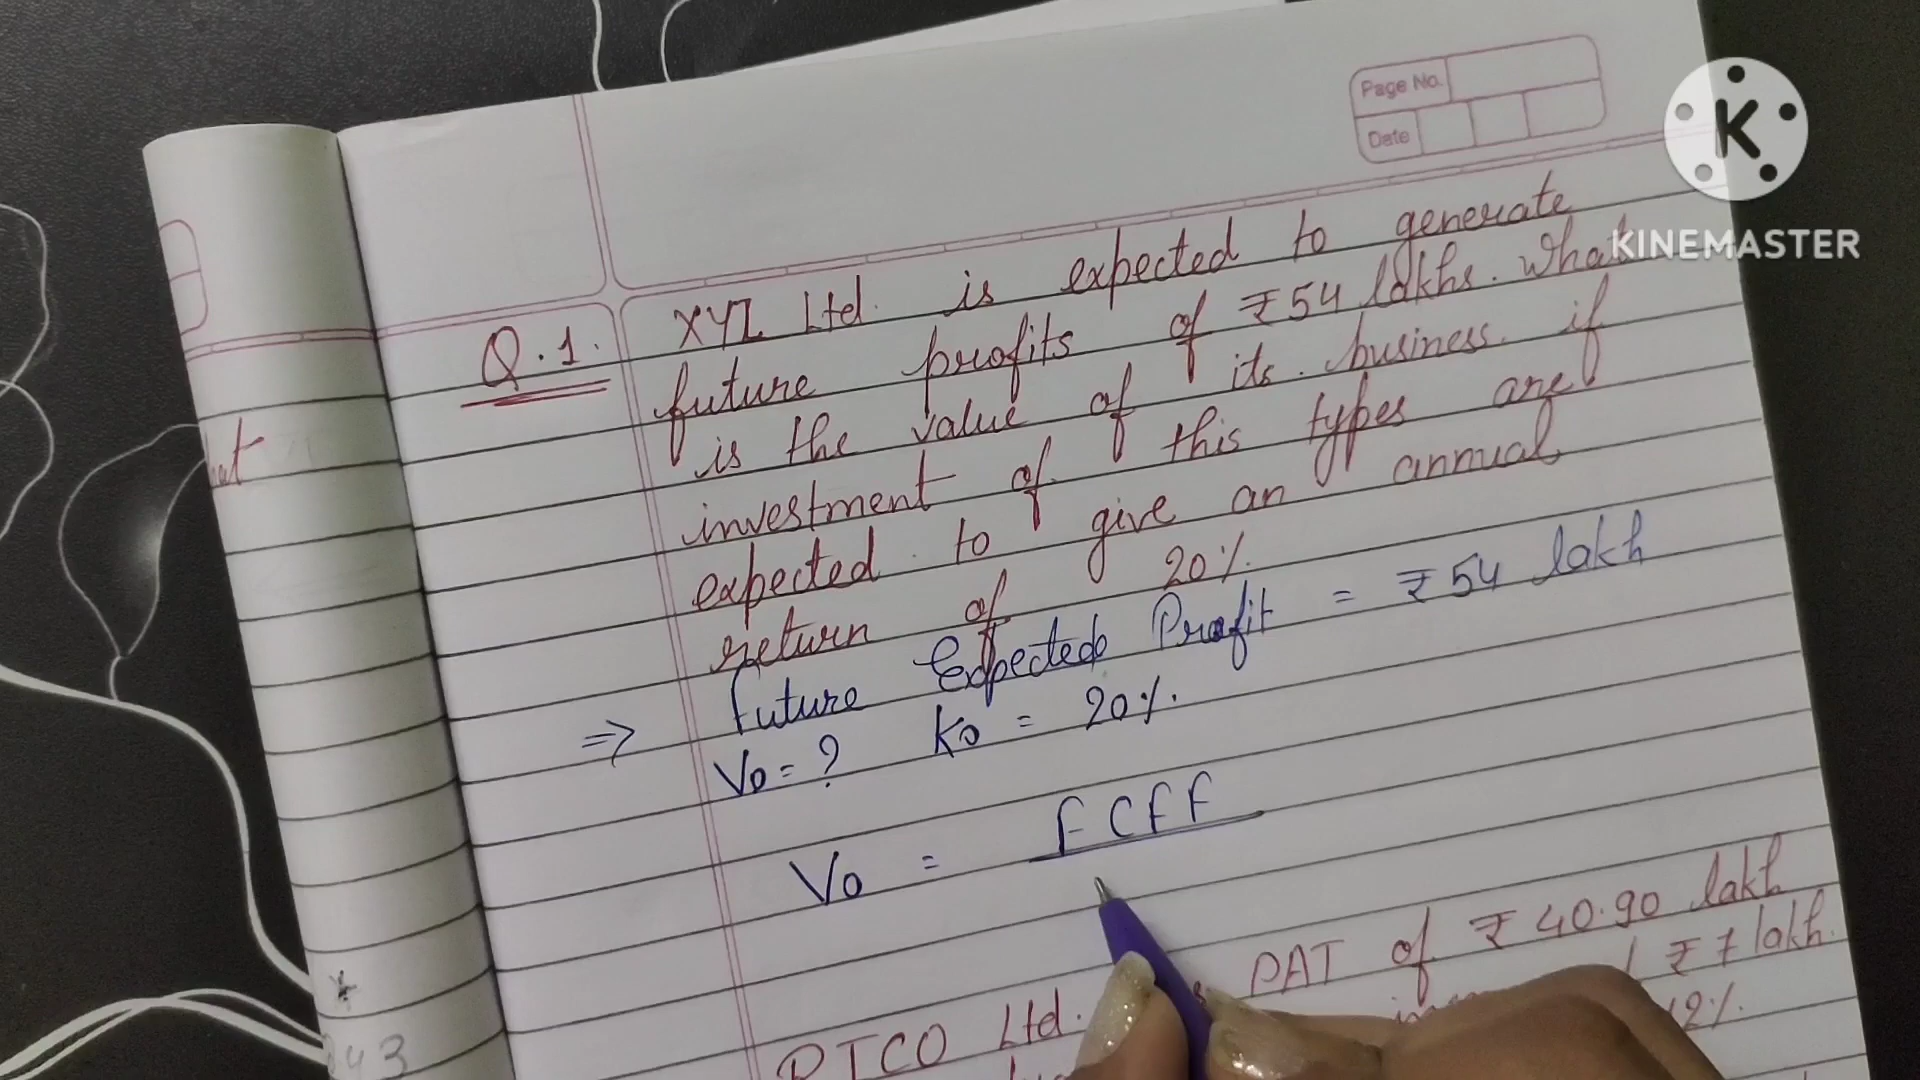 Page No.
Date
KINEMASTER
Q.1. XYZ Ltd. is expected to generate
future profits of ₹54 lakhs. What
is the value of its business if
investment of this types are
expected to give an annual
return of 20%.
⇒ Future Expected Profit = ₹54 lakh
V0 = ? K0 = 20%.
V0 = FCFF
PAT of ₹40.90 lakh
PTCO Ltd.
₹7 lakh.
12%.
43